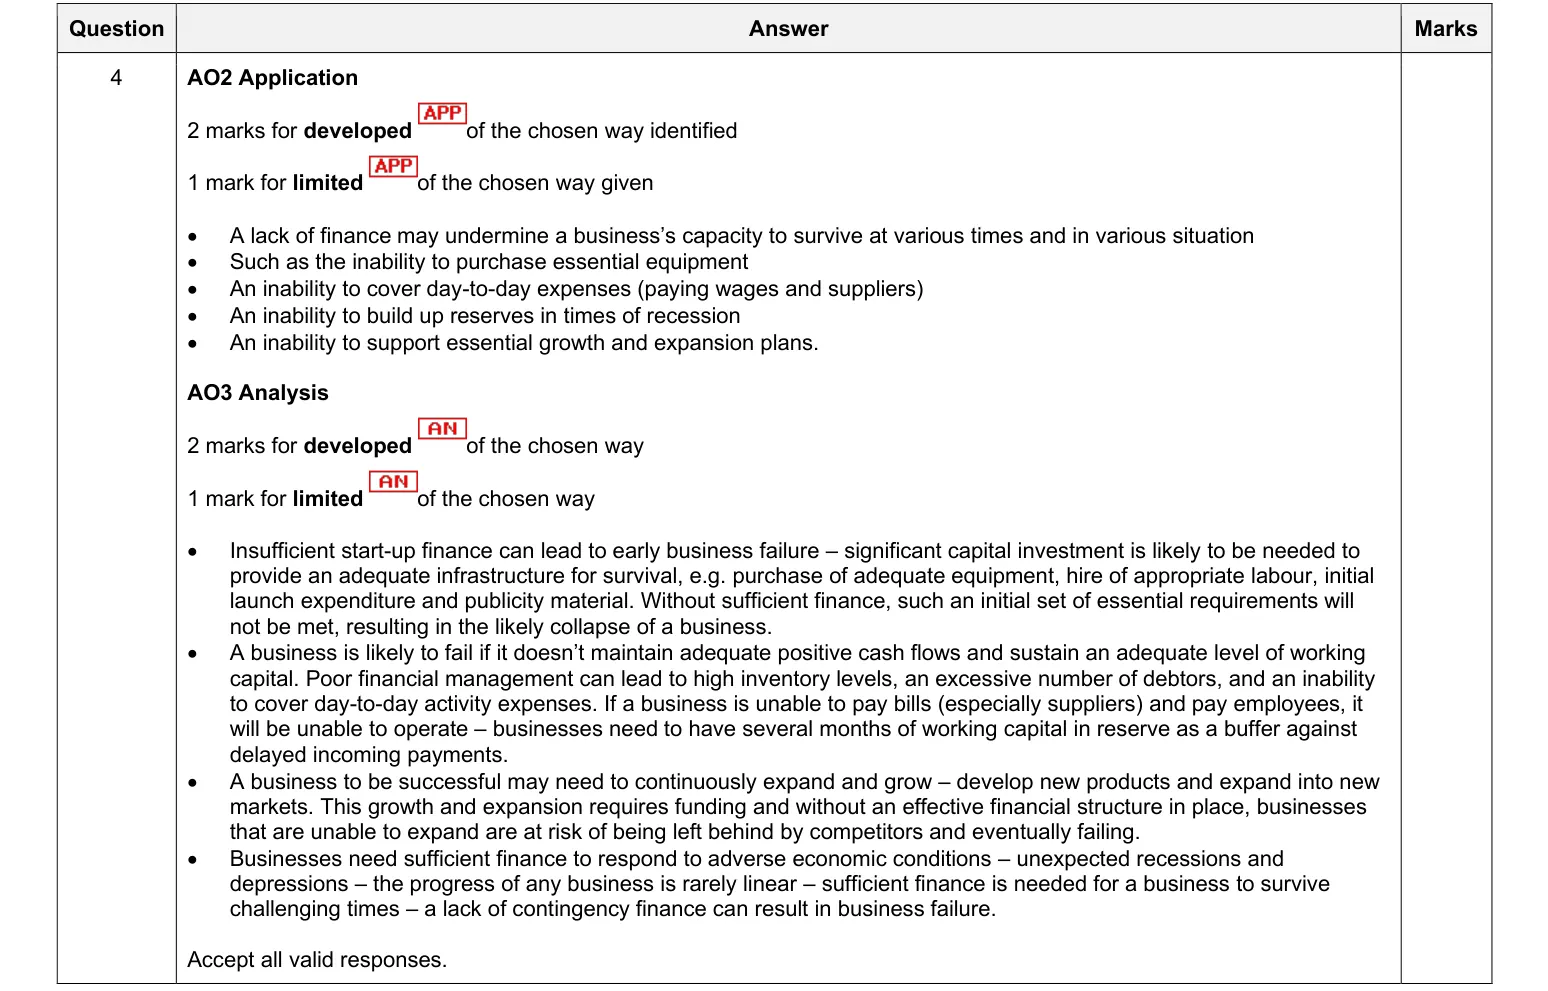 Question Answer Marks
4 AO2 Application
2 marks for developed APP of the chosen way identified
1 mark for limited APP of the chosen way given
• A lack of finance may undermine a business’s capacity to survive at various times and in various situation
• Such as the inability to purchase essential equipment
• An inability to cover day-to-day expenses (paying wages and suppliers)
• An inability to build up reserves in times of recession
• An inability to support essential growth and expansion plans.
AO3 Analysis
2 marks for developed AN of the chosen way
1 mark for limited AN of the chosen way
• Insufficient start-up finance can lead to early business failure – significant capital investment is likely to be needed to
provide an adequate infrastructure for survival, e.g. purchase of adequate equipment, hire of appropriate labour, initial
launch expenditure and publicity material. Without sufficient finance, such an initial set of essential requirements will
not be met, resulting in the likely collapse of a business.
• A business is likely to fail if it doesn’t maintain adequate positive cash flows and sustain an adequate level of working
capital. Poor financial management can lead to high inventory levels, an excessive number of debtors, and an inability
to cover day-to-day activity expenses. If a business is unable to pay bills (especially suppliers) and pay employees, it
will be unable to operate – businesses need to have several months of working capital in reserve as a buffer against
delayed incoming payments.
• A business to be successful may need to continuously expand and grow – develop new products and expand into new
markets. This growth and expansion requires funding and without an effective financial structure in place, businesses
that are unable to expand are at risk of being left behind by competitors and eventually failing.
• Businesses need sufficient finance to respond to adverse economic conditions – unexpected recessions and
depressions – the progress of any business is rarely linear – sufficient finance is needed for a business to survive
challenging times – a lack of contingency finance can result in business failure.
Accept all valid responses.